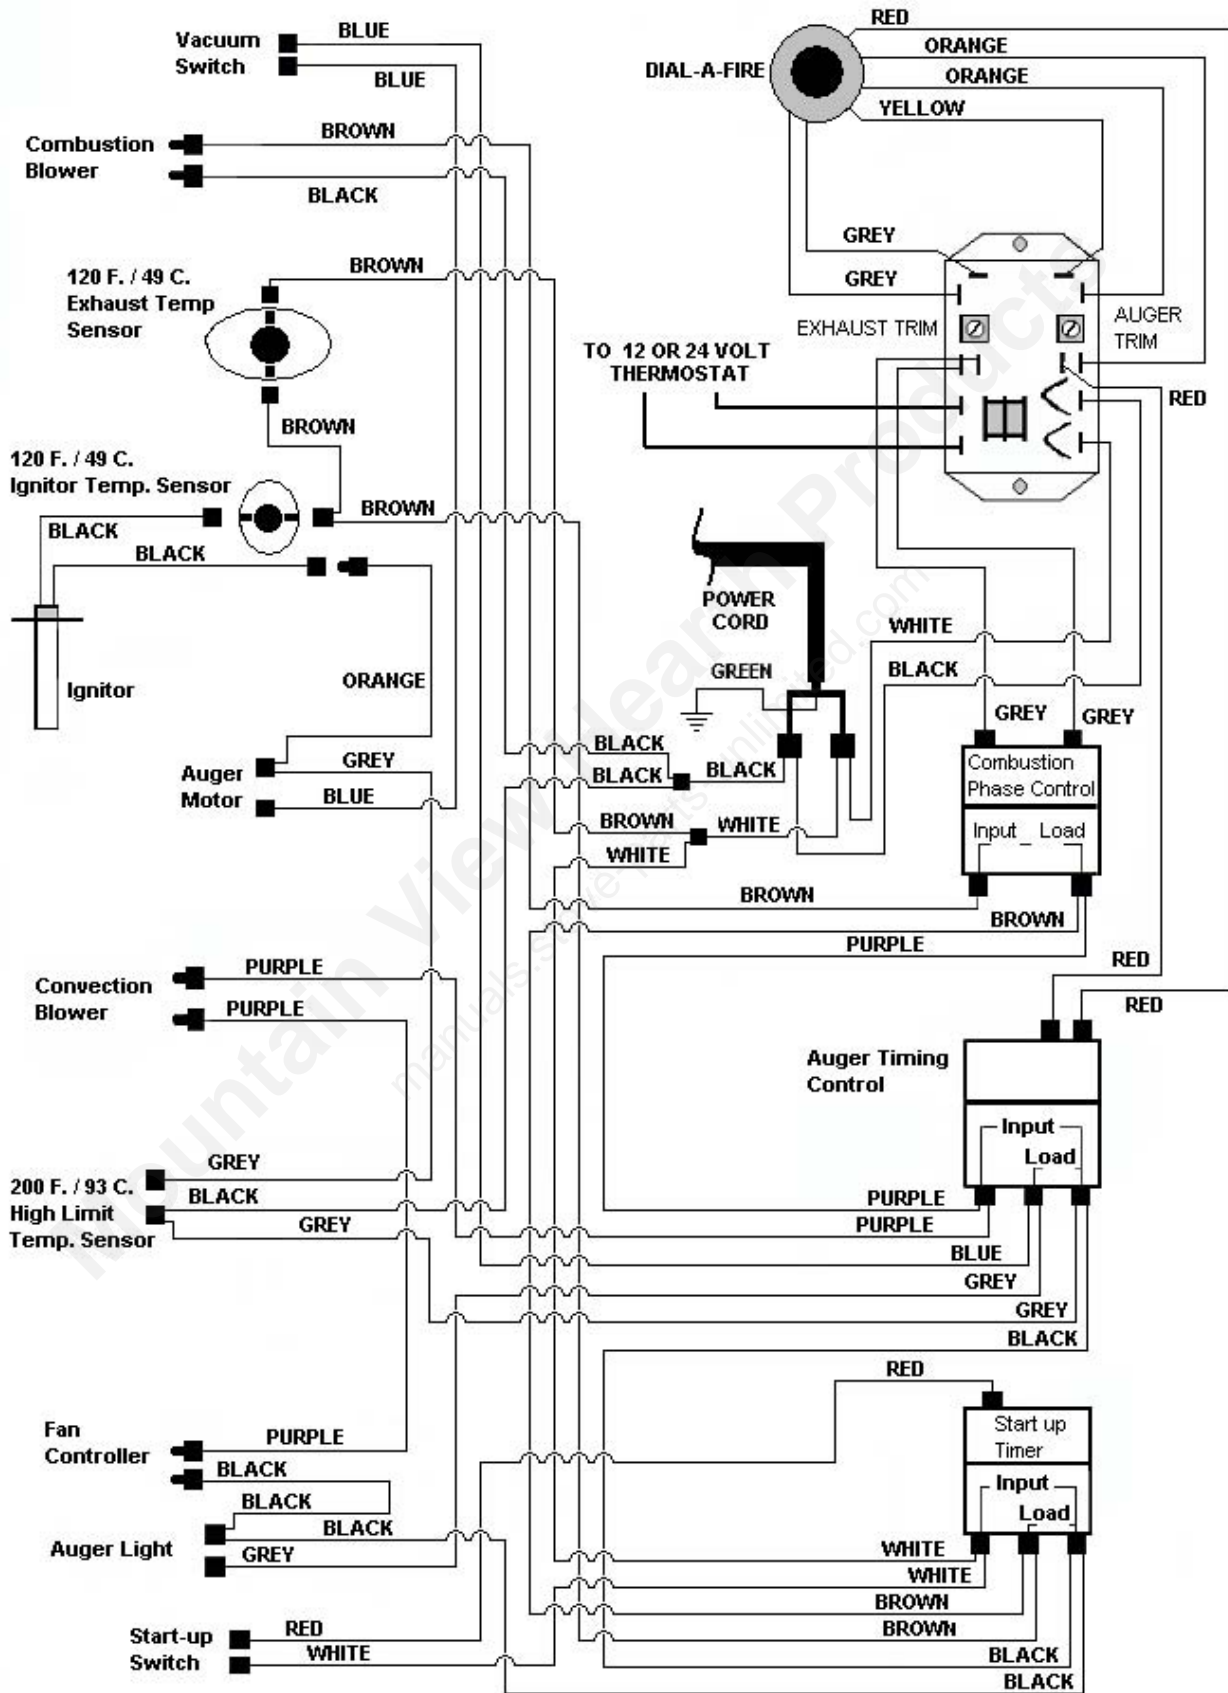 RED
Vacuum
Switch
BLUE
BLUE
DIAL-A-FIRE
ORANGE
ORANGE
YELLOW
Combustion
Blower
BROWN
BLACK
GREY
GREY
120 F. / 49 C.
Exhaust Temp
Sensor
BROWN
EXHAUST TRIM
AUGER
TRIM
TO 12 OR 24 VOLT
THERMOSTAT
RED
BROWN
120 F. / 49 C.
Ignitor Temp. Sensor
BROWN
BLACK
BLACK
POWER
CORD
WHITE
GREEN
BLACK
Ignitor
ORANGE
GREY
GREY
Auger
Motor
GREY
BLUE
BLACK
BLACK
BLACK
Combustion
Phase Control
BROWN
WHITE
WHITE
Input
Load
BROWN
BROWN
PURPLE
RED
RED
Convection
Blower
PURPLE
PURPLE
Auger Timing
Control
Input
Load
GREY
200 F. / 93 C.
High Limit
Temp. Sensor
BLACK
GREY
PURPLE
PURPLE
BLUE
GREY
GREY
BLACK
RED
Fan
Controller
PURPLE
BLACK
BLACK
BLACK
Start up
Timer
Input
Load
Auger Light
GREY
WHITE
WHITE
BROWN
BROWN
BLACK
BLACK
Start-up
Switch
RED
WHITE
Mountain View Hearth Products
manuals.stove-parts-unlimited.com